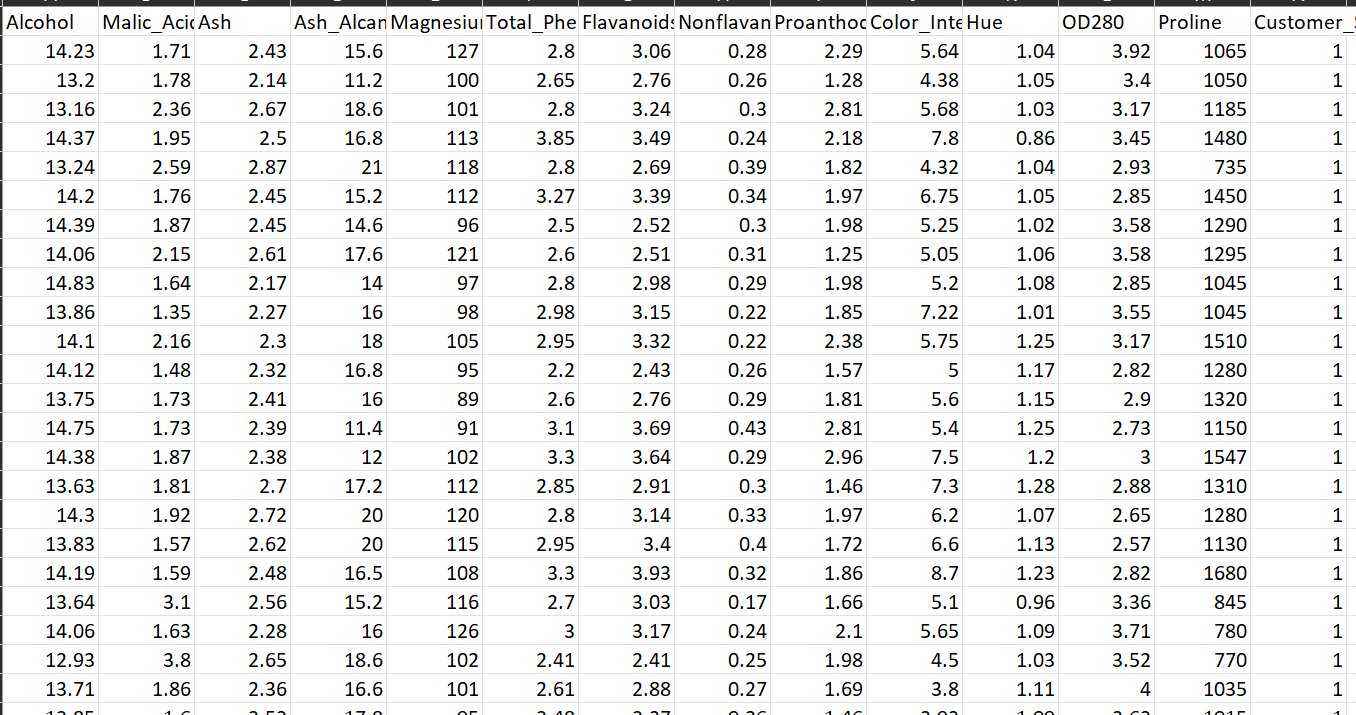 Alcohol Malic_Acid Ash Ash_Alcan Magnesiur Total_Phe Flavanoids Nonflavan Proanthoc Color_Inte Hue OD280 Proline Customer_S
14.23 1.71 2.43 15.6 127 2.8 3.06 0.28 2.29 5.64 1.04 3.92 1065 1
13.2 1.78 2.14 11.2 100 2.65 2.76 0.26 1.28 4.38 1.05 3.4 1050 1
13.16 2.36 2.67 18.6 101 2.8 3.24 0.3 2.81 5.68 1.03 3.17 1185 1
14.37 1.95 2.5 16.8 113 3.85 3.49 0.24 2.18 7.8 0.86 3.45 1480 1
13.24 2.59 2.87 21 118 2.8 2.69 0.39 1.82 4.32 1.04 2.93 735 1
14.2 1.76 2.45 15.2 112 3.27 3.39 0.34 1.97 6.75 1.05 2.85 1450 1
14.39 1.87 2.45 14.6 96 2.5 2.52 0.3 1.98 5.25 1.02 3.58 1290 1
14.06 2.15 2.61 17.6 121 2.6 2.51 0.31 1.25 5.05 1.06 3.58 1295 1
14.83 1.64 2.17 14 97 2.8 2.98 0.29 1.98 5.2 1.08 2.85 1045 1
13.86 1.35 2.27 16 98 2.98 3.15 0.22 1.85 7.22 1.01 3.55 1045 1
14.1 2.16 2.3 18 105 2.95 3.32 0.22 2.38 5.75 1.25 3.17 1510 1
14.12 1.48 2.32 16.8 95 2.2 2.43 0.26 1.57 5 1.17 2.82 1280 1
13.75 1.73 2.41 16 89 2.6 2.76 0.29 1.81 5.6 1.15 2.9 1320 1
14.75 1.73 2.39 11.4 91 3.1 3.69 0.43 2.81 5.4 1.25 2.73 1150 1
14.38 1.87 2.38 12 102 3.3 3.64 0.29 2.96 7.5 1.2 3 1547 1
13.63 1.81 2.7 17.2 112 2.85 2.91 0.3 1.46 7.3 1.28 2.88 1310 1
14.3 1.92 2.72 20 120 2.8 3.14 0.33 1.97 6.2 1.07 2.65 1280 1
13.83 1.57 2.62 20 115 2.95 3.4 0.4 1.72 6.6 1.13 2.57 1130 1
14.19 1.59 2.48 16.5 108 3.3 3.93 0.32 1.86 8.7 1.23 2.82 1680 1
13.64 3.1 2.56 15.2 116 2.7 3.03 0.17 1.66 5.1 0.96 3.36 845 1
14.06 1.63 2.28 16 126 3 3.17 0.24 2.1 5.65 1.09 3.71 780 1
12.93 3.8 2.65 18.6 102 2.41 2.41 0.25 1.98 4.5 1.03 3.52 770 1
13.71 1.86 2.36 16.6 101 2.61 2.88 0.27 1.69 3.8 1.11 4 1035 1